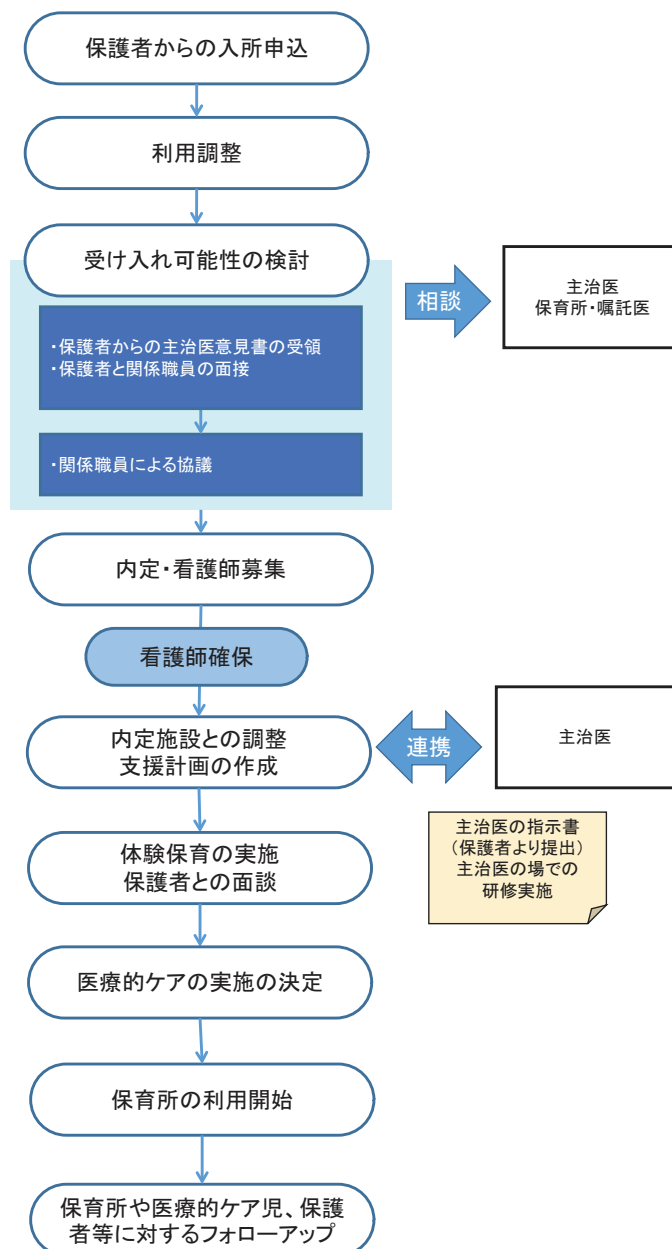 保護者からの入所申込
利用調整
受け入れ可能性の検討
相談
主治医
保育所・嘱託医
・保護者からの主治医意見書の受領
・保護者と関係職員の面接
・関係職員による協議
内定・看護師募集
看護師確保
内定施設との調整
支援計画の作成
連携
主治医
主治医の指示書
（保護者より提出）
主治医の場での
研修実施
体験保育の実施
保護者との面談
医療的ケアの実施の決定
保育所の利用開始
保育所や医療的ケア児、保護
者等に対するフォローアップ